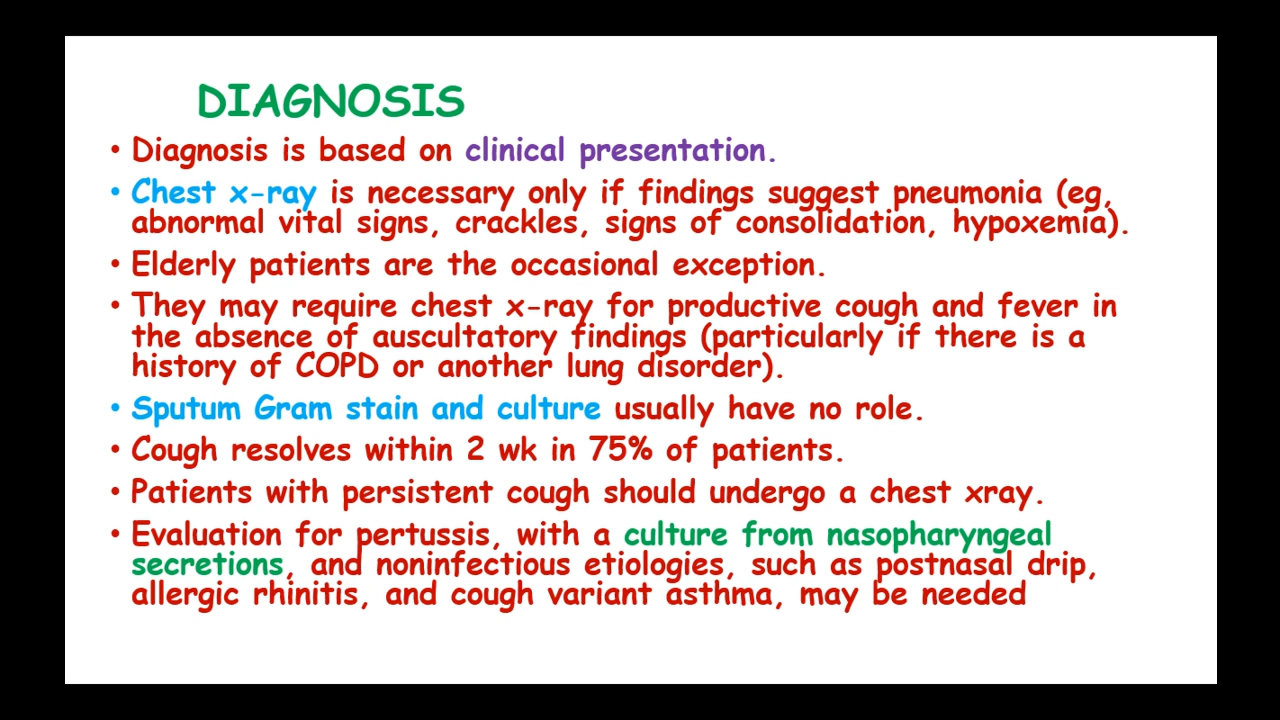 DIAGNOSIS
• Diagnosis is based on clinical presentation.
• Chest x-ray is necessary only if findings suggest pneumonia (eg,
abnormal vital signs, crackles, signs of consolidation, hypoxemia).
• Elderly patients are the occasional exception.
• They may require chest x-ray for productive cough and fever in
the absence of auscultatory findings (particularly if there is a
history of COPD or another lung disorder).
• Sputum Gram stain and culture usually have no role.
• Cough resolves within 2 wk in 75% of patients.
• Patients with persistent cough should undergo a chest xray.
• Evaluation for pertussis, with a culture from nasopharyngeal
secretions, and noninfectious etiologies, such as postnasal drip,
allergic rhinitis, and cough variant asthma, may be needed